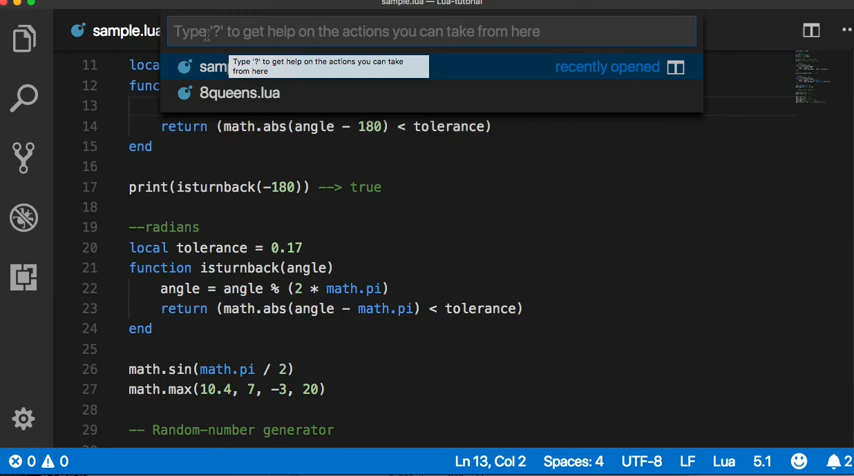 sample.lua — Lua-tutorial
sample.lua
Type '?' to get help on the actions you can take from here
Type '?' to get help on the actions you can take
from here
recently opened
8queens.lua
11 loca
12 func
13
14 return (math.abs(angle - 180) < tolerance)
15 end
16
17 print(isturnback(-180)) --> true
18
19 --radians
20 local tolerance = 0.17
21 function isturnback(angle)
22 angle = angle % (2 * math.pi)
23 return (math.abs(angle - math.pi) < tolerance)
24 end
25
26 math.sin(math.pi / 2)
27 math.max(10.4, 7, -3, 20)
28
29 -- Random-number generator
0 0 Ln 13, Col 2 Spaces: 4 UTF-8 LF Lua 5.1 2